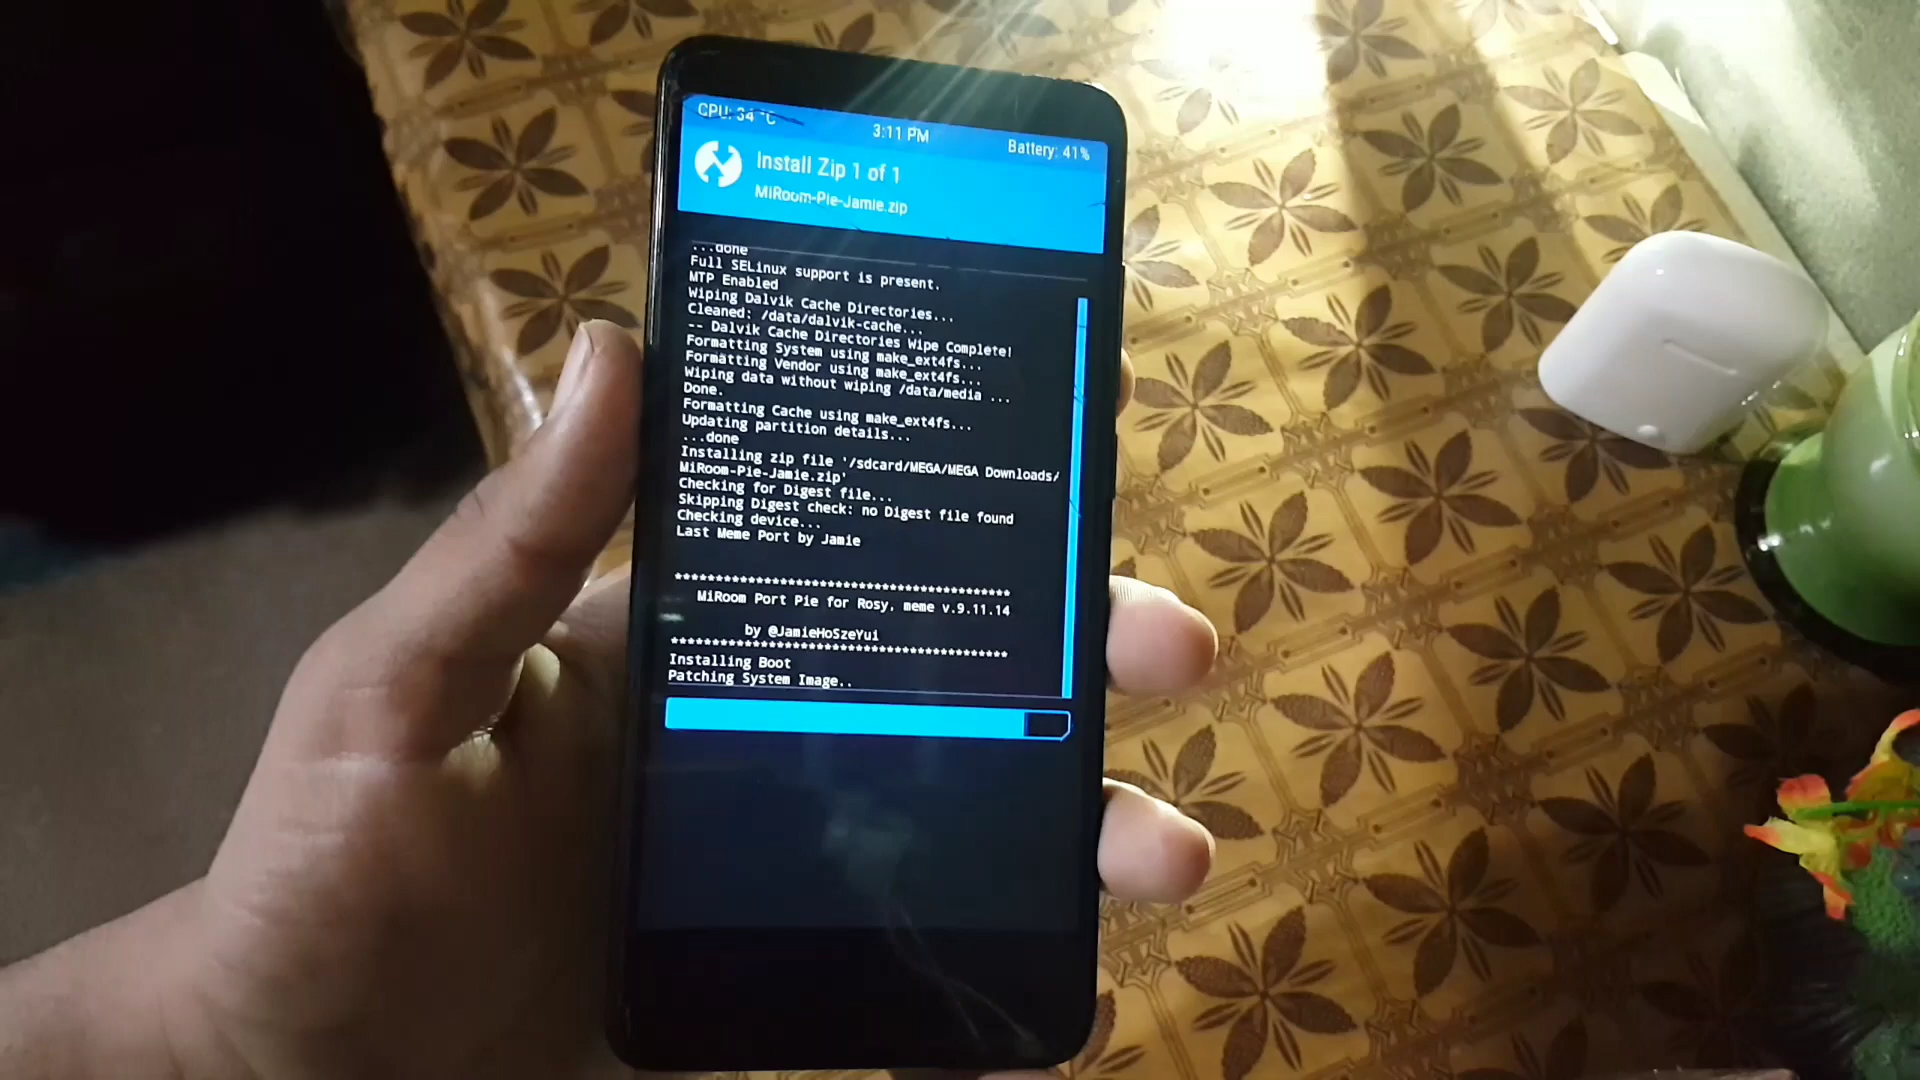 CPU: 34 °C
3:11 PM
Battery: 41%
Install Zip 1 of 1
MiRoom-Pie-Jamie.zip
...done
Full SELinux support is present.
MTP Enabled
Wiping Dalvik Cache Directories...
Cleaned: /data/dalvik-cache...
-- Dalvik Cache Directories Wipe Complete!
Formatting System using make_ext4fs...
Formatting Vendor using make_ext4fs...
Wiping data without wiping /data/media ...
Done.
Formatting Cache using make_ext4fs...
Updating partition details...
...done
Installing zip file '/sdcard/MEGA/MEGA Downloads/
MiRoom-Pie-Jamie.zip'
Checking for Digest file...
Skipping Digest check: no Digest file found
Checking device...
Last Meme Port by Jamie
*****************************************
MiRoom Port Pie for Rosy, meme v.9.11.14
by @JamieHoSzeYui
*****************************************
Installing Boot
Patching System Image..